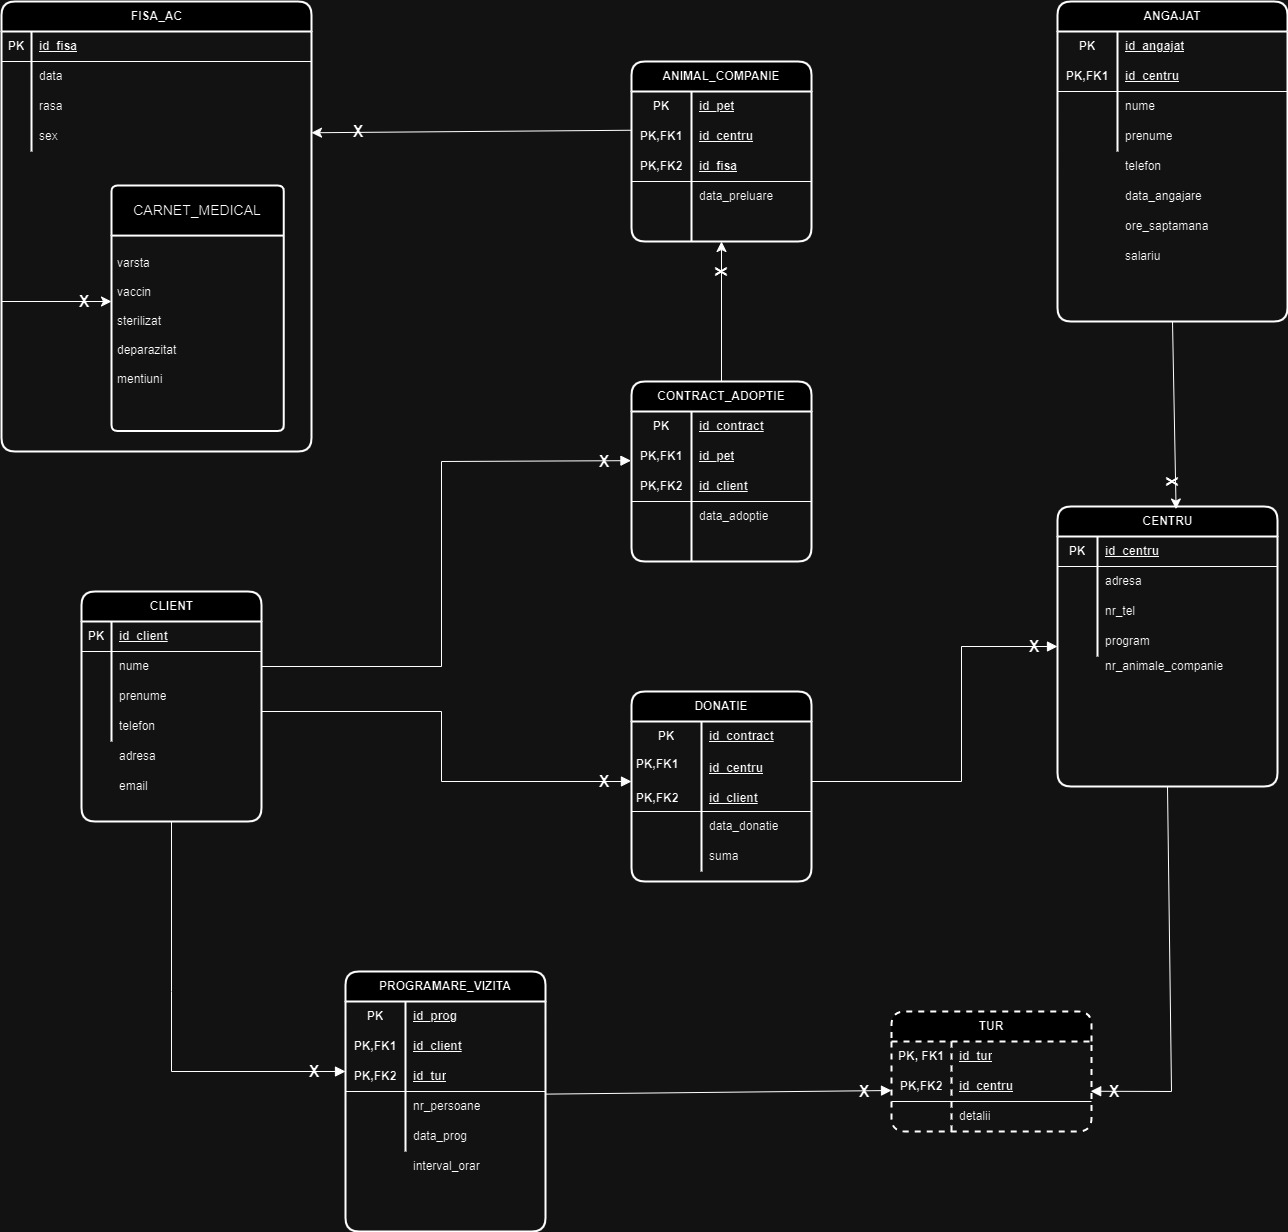 FISA_AC
PK id_fisa
data
rasa
sex
CARNET_MEDICAL
varsta
vaccin
sterilizat
deparazitat
mentiuni
X
X
ANIMAL_COMPANIE
PK id_pet
PK,FK1 id_centru
PK,FK2 id_fisa
data_preluare
X
ANGAJAT
PK id_angajat
PK,FK1 id_centru
nume
prenume
telefon
data_angajare
ore_saptamana
salariu
X
CONTRACT_ADOPTIE
PK id_contract
PK,FK1 id_pet
PK,FK2 id_client
data_adoptie
X
CENTRU
PK id_centru
adresa
nr_tel
program
nr_animale_companie
X
CLIENT
PK id_client
nume
prenume
telefon
adresa
email
X
DONATIE
PK id_contract
PK,FK1 id_centru
PK,FK2 id_client
data_donatie
suma
PROGRAMARE_VIZITA
PK id_prog
PK,FK1 id_client
PK,FK2 id_tur
nr_persoane
data_prog
interval_orar
X
X
TUR
PK, FK1 id_tur
PK,FK2 id_centru
detalii
X